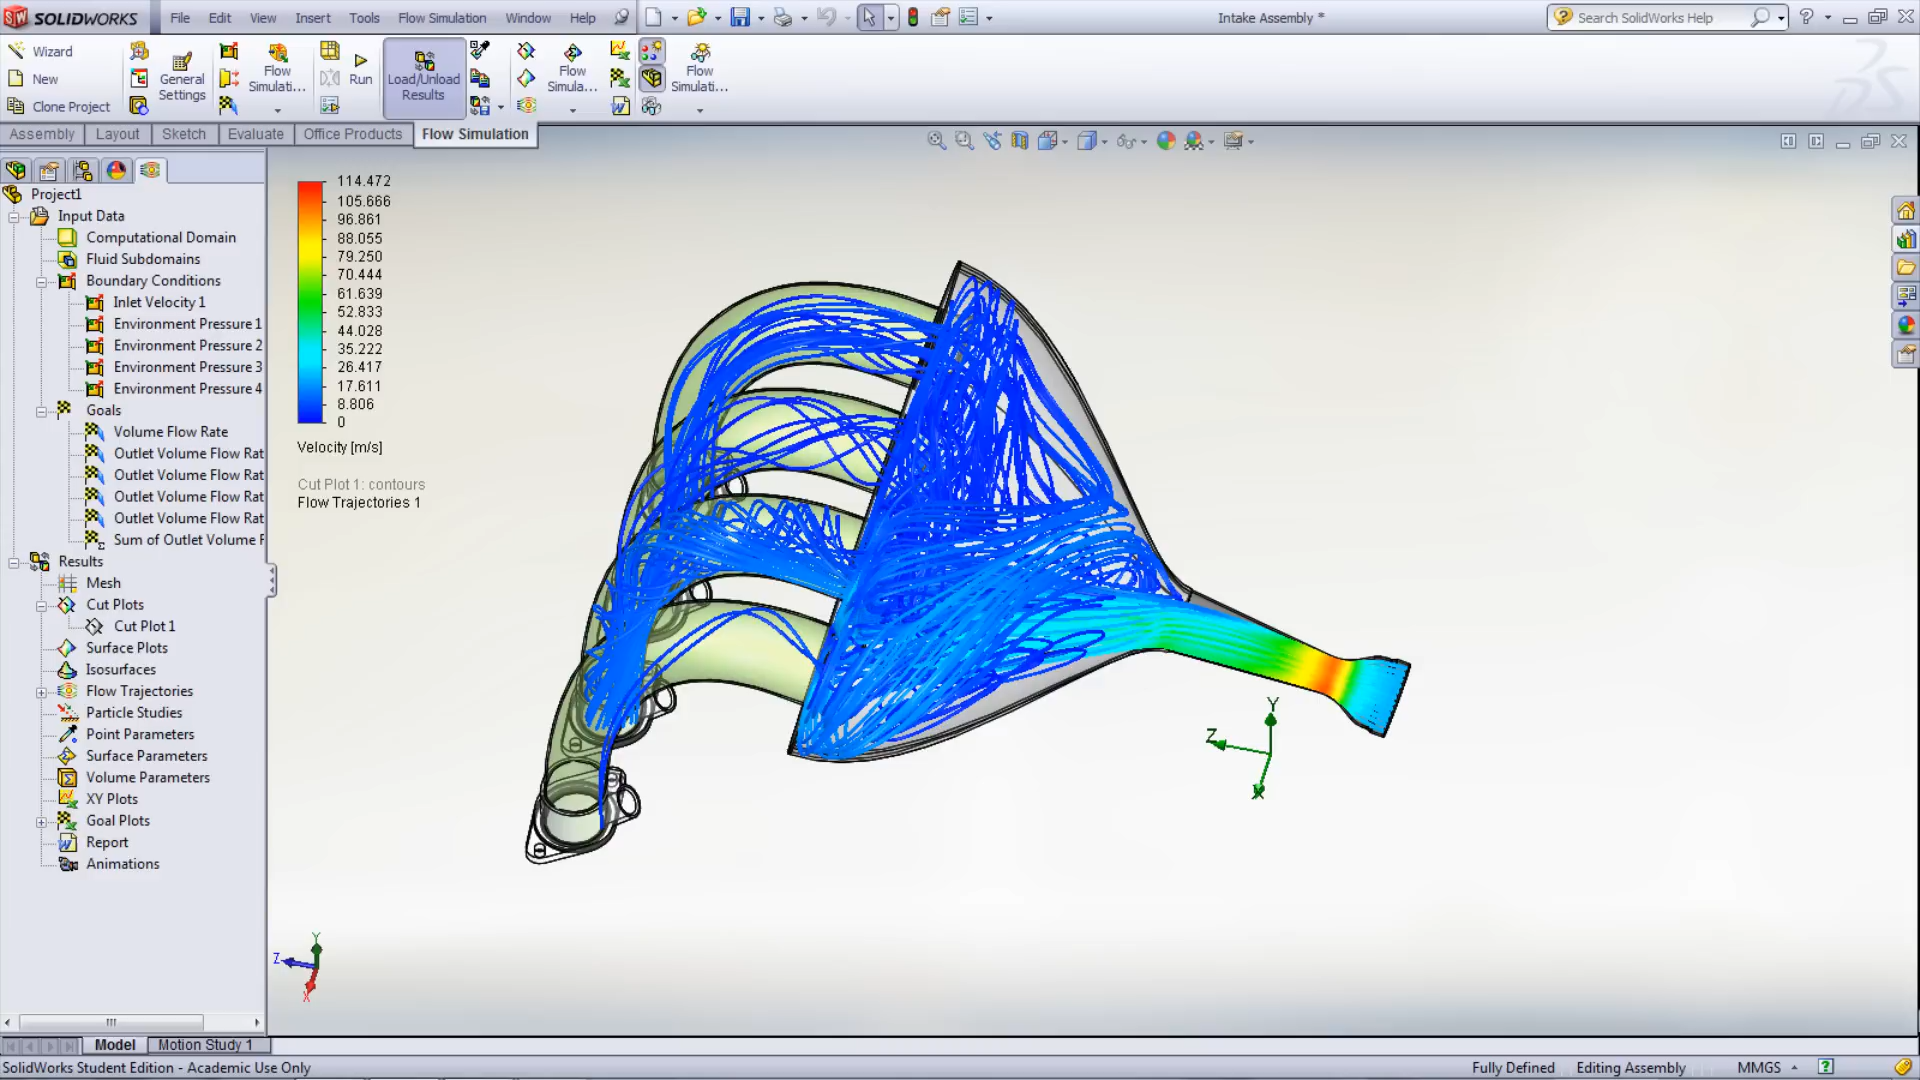 SOLIDWORKS
File Edit View Insert Tools Flow Simulation Window Help
Intake Assembly *
Search SolidWorks Help
Wizard
New
Clone Project
General Settings
Flow Simulati...
Run
Load/Unload Results
Flow Simula...
Flow Simulati...
Assembly Layout Sketch Evaluate Office Products Flow Simulation
Project1
Input Data
Computational Domain
Fluid Subdomains
Boundary Conditions
Inlet Velocity 1
Environment Pressure 1
Environment Pressure 2
Environment Pressure 3
Environment Pressure 4
Goals
Volume Flow Rate
Outlet Volume Flow Rat
Outlet Volume Flow Rat
Outlet Volume Flow Rat
Outlet Volume Flow Rat
Sum of Outlet Volume F
Results
Mesh
Cut Plots
Cut Plot 1
Surface Plots
Isosurfaces
Flow Trajectories
Particle Studies
Point Parameters
Surface Parameters
Volume Parameters
XY Plots
Goal Plots
Report
Animations
114.472
105.666
96.861
88.055
79.250
70.444
61.639
52.833
44.028
35.222
26.417
17.611
8.806
0
Velocity [m/s]
Cut Plot 1: contours
Flow Trajectories 1
Y
Z
X
Y
Z
X
Model Motion Study 1
SolidWorks Student Edition - Academic Use Only
Fully Defined Editing Assembly MMGS